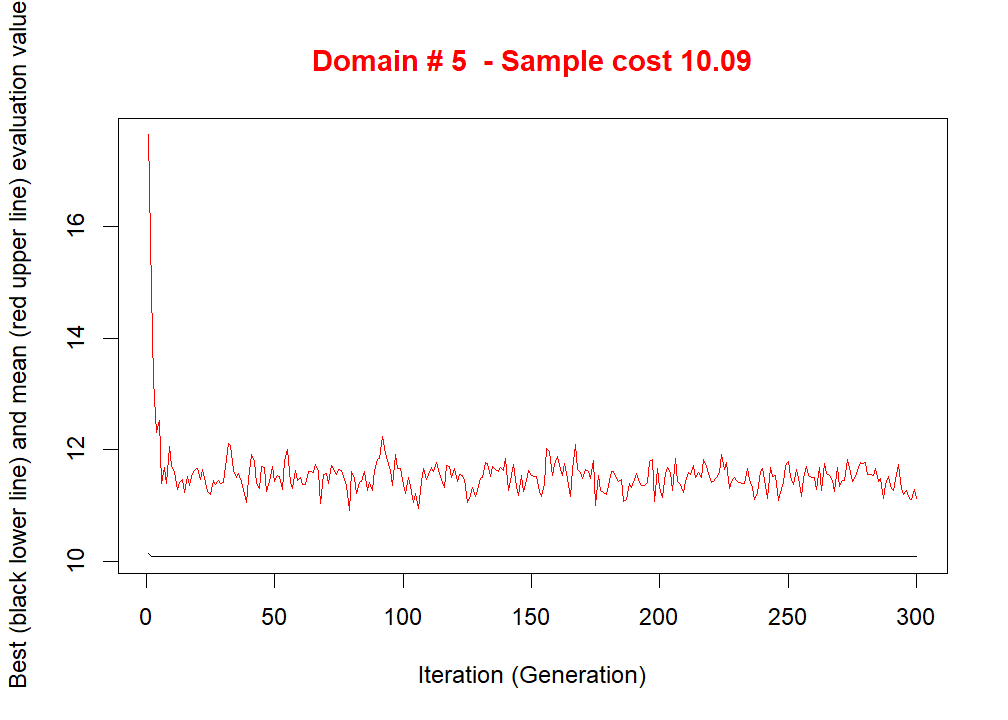 Domain # 5  - Sample cost 10.09
Best (black lower line) and mean (red upper line) evaluation value
16
14
12
10
0 50 100 150 200 250 300
Iteration (Generation)